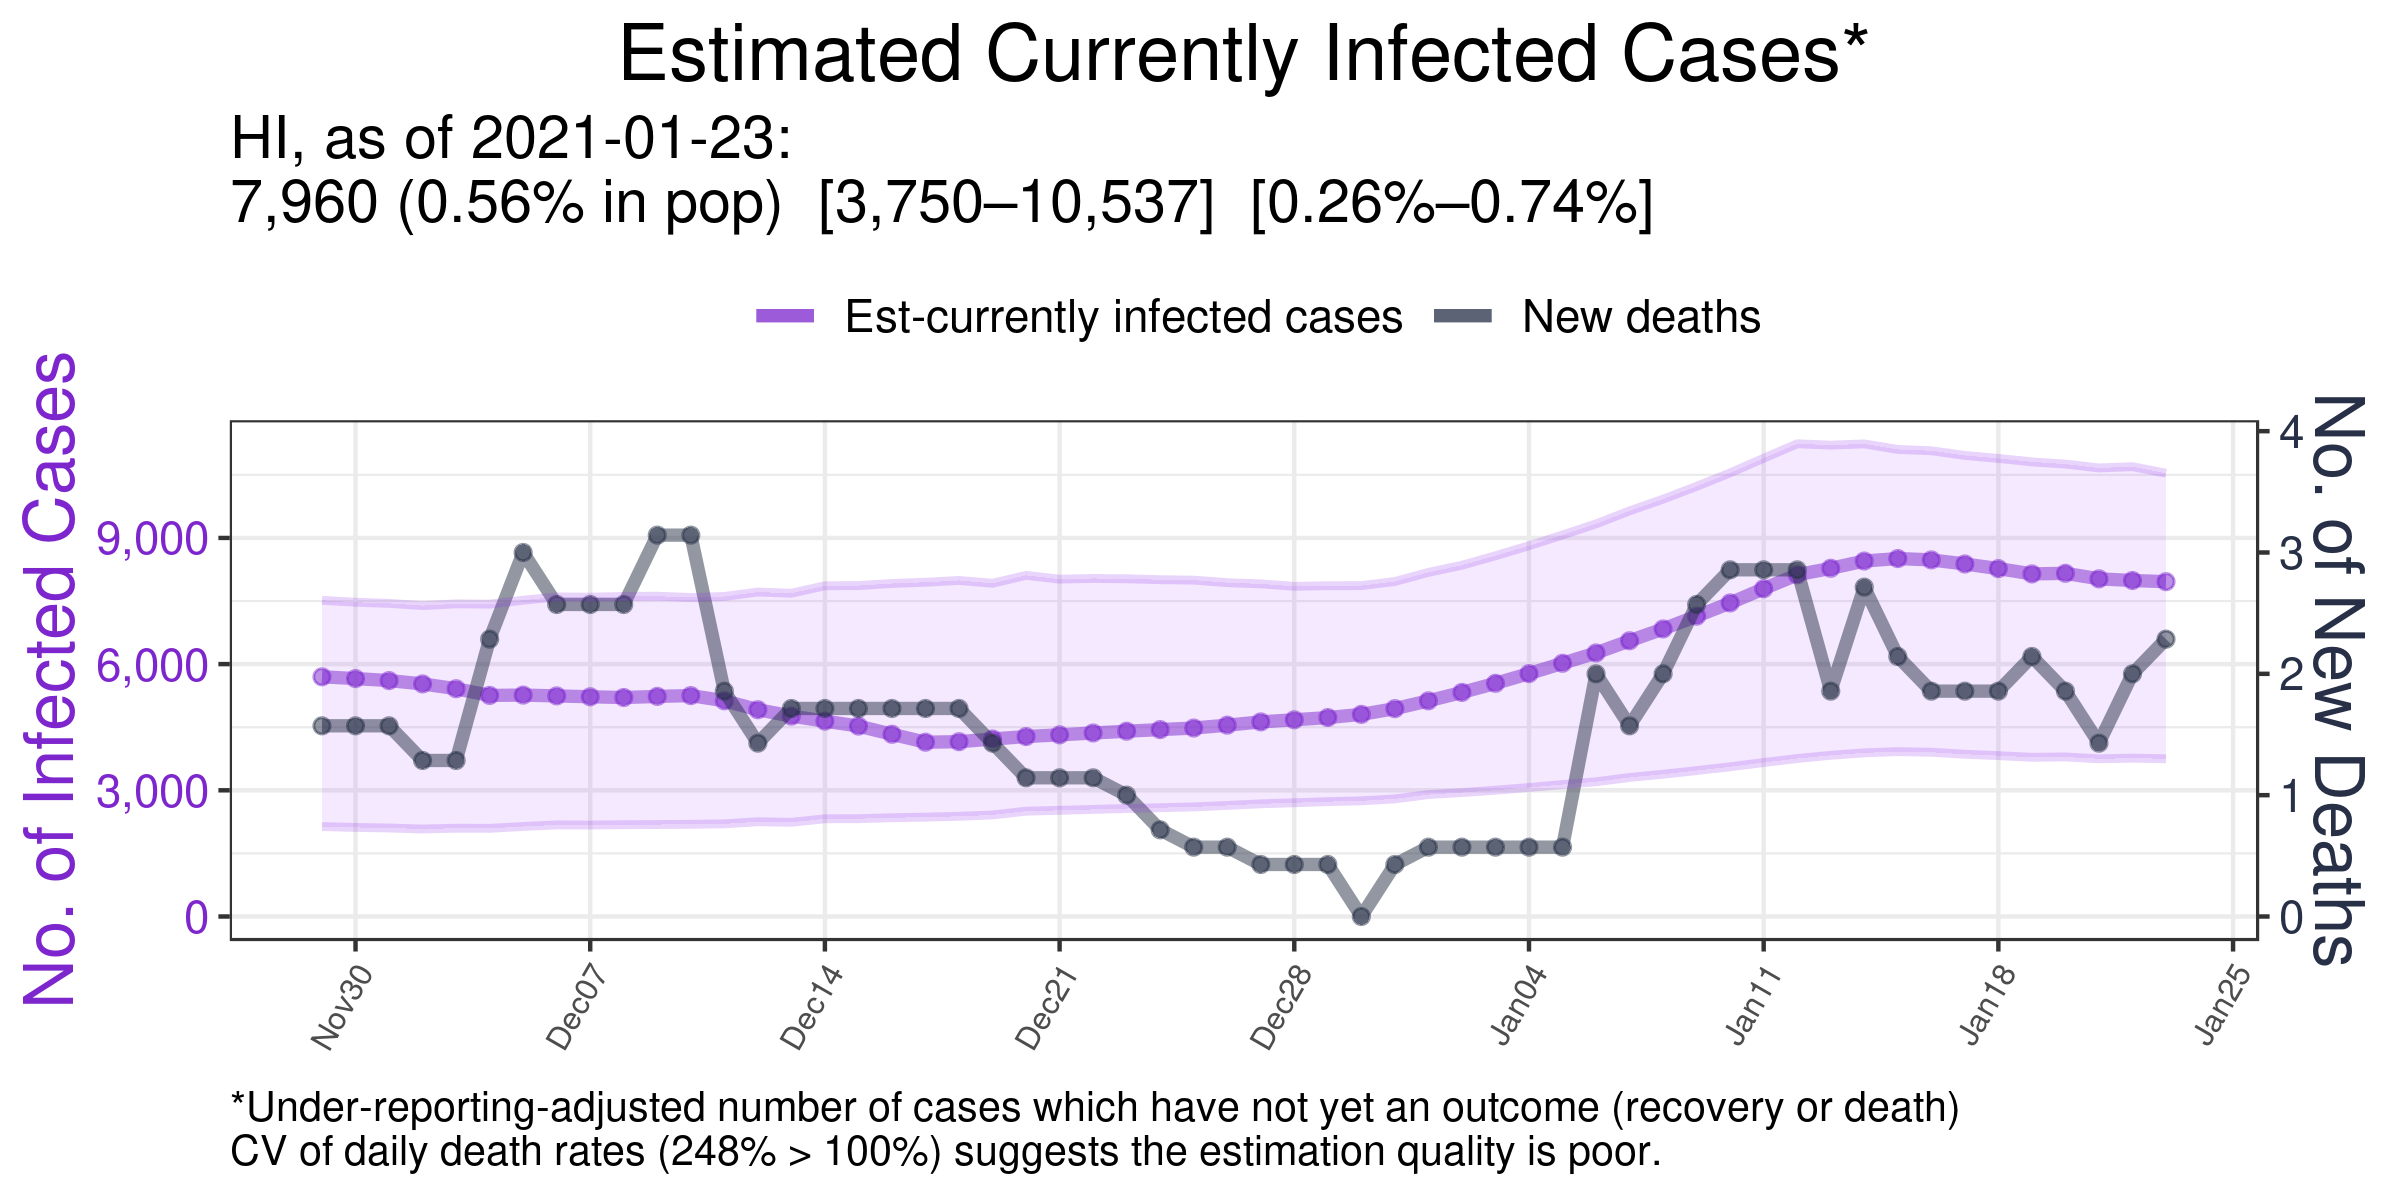 Estimated Currently Infected Cases*
HI, as of 2021-01-23:
7,960 (0.56% in pop)  [3,750–10,537]  [0.26%–0.74%]
Est-currently infected cases
New deaths
No. of Infected Cases
9,000
6,000
3,000
0
4
3
2
1
0
No. of New Deaths
Nov30
Dec07
Dec14
Dec21
Dec28
Jan04
Jan11
Jan18
Jan25
*Under-reporting-adjusted number of cases which have not yet an outcome (recovery or death)
CV of daily death rates (248% > 100%) suggests the estimation quality is poor.